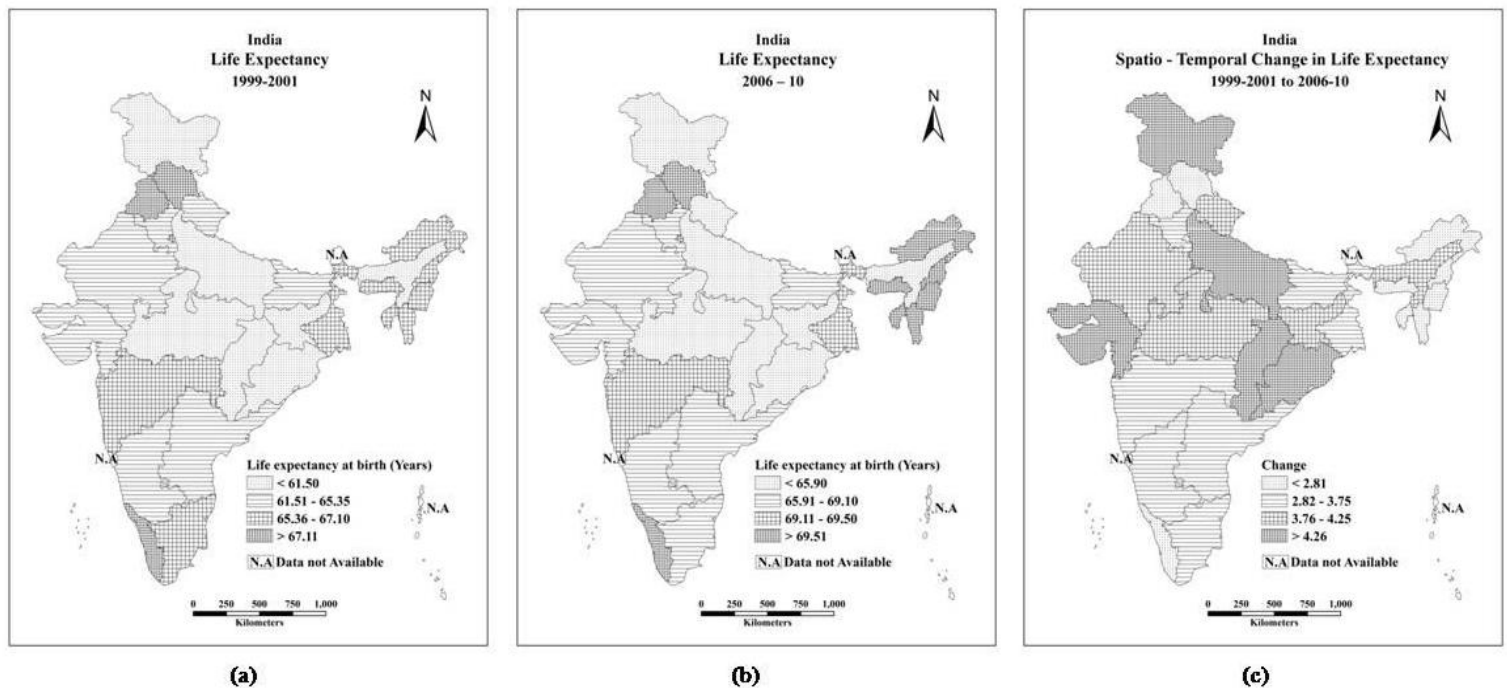 India
Life Expectancy
1999-2001
N
N.A
N.A
Life expectancy at birth (Years)
< 61.50
61.51 - 65.35
65.36 - 67.10
> 67.11
N.A Data not Available
N.A
0 250 500 750 1,000
Kilometers
(a)
India
Life Expectancy
2006 – 10
N
N.A
N.A
Life expectancy at birth (Years)
< 65.90
65.91 - 69.10
69.11 - 69.50
> 69.51
N.A Data not Available
N.A
0 250 500 750 1,000
Kilometers
(b)
India
Spatio - Temporal Change in Life Expectancy
1999-2001 to 2006-10
N
N.A
N.A
Change
< 2.81
2.82 - 3.75
3.76 - 4.25
> 4.26
N.A Data not Available
N.A
0 250 500 750 1,000
Kilometers
(c)